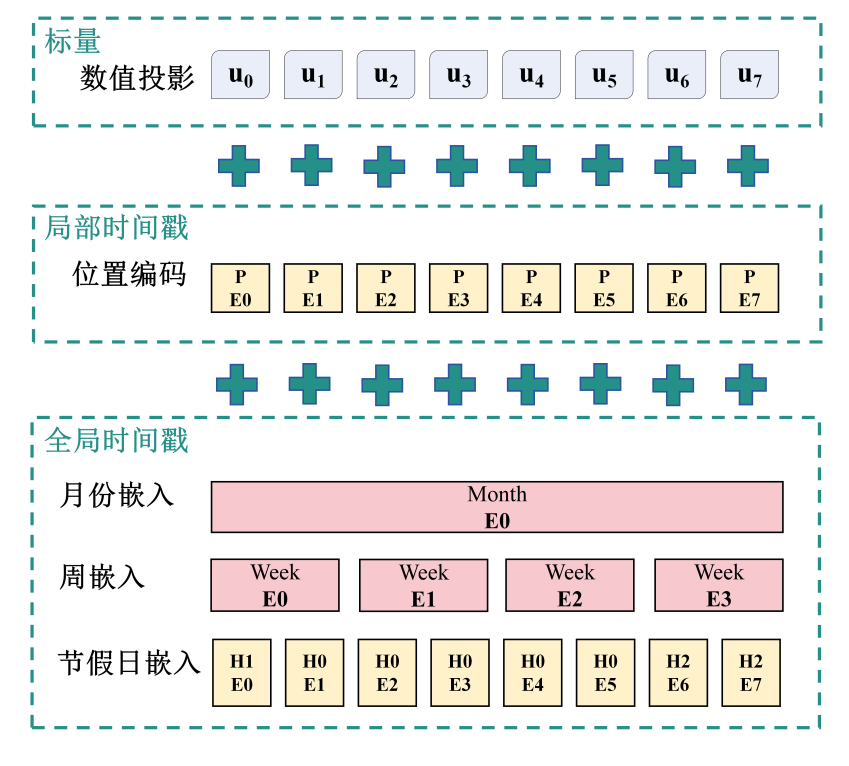 标量
数值投影 u0 u1 u2 u3 u4 u5 u6 u7
局部时间戳
位置编码
P P P P P P P P
E0 E1 E2 E3 E4 E5 E6 E7
全局时间戳
月份嵌入
Month
E0
周嵌入
Week Week Week Week
E0 E1 E2 E3
节假日嵌入
H1 H0 H0 H0 H0 H0 H2 H2
E0 E1 E2 E3 E4 E5 E6 E7